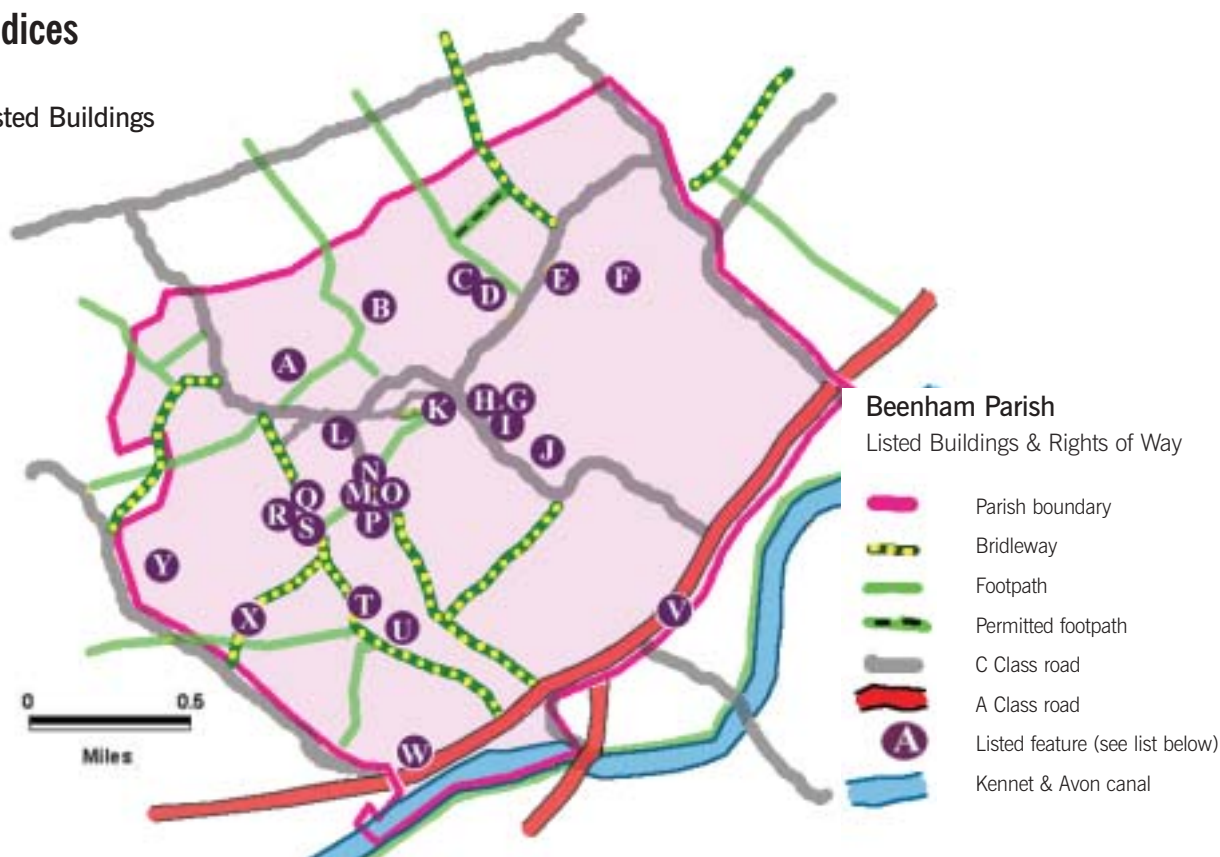 dices
sted Buildings
C
D
E
F
B
A
K
H
G
I
L
J
N
M
O
P
Q
R
S
Y
T
U
X
V
W
0 0.5
Miles
Beenham Parish
Listed Buildings & Rights of Way
Parish boundary
Bridleway
Footpath
Permitted footpath
C Class road
A Class road
A Listed feature (see list below)
Kennet & Avon canal